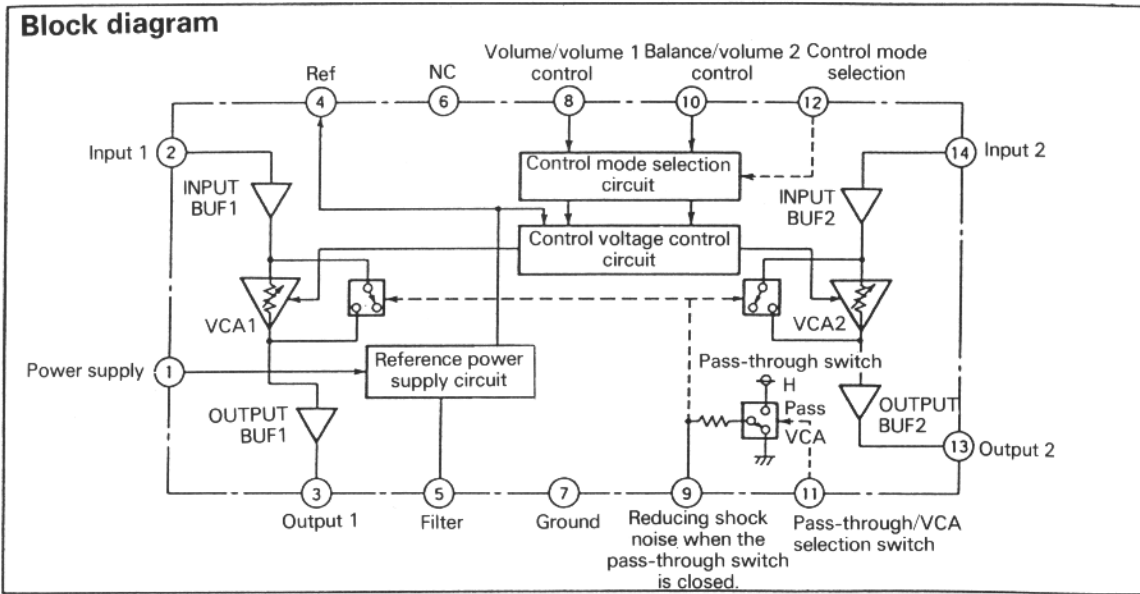 Block diagram
Volume/volume 1 Balance/volume 2 Control mode
Ref NC control control selection
4 6 8 10 12
Input 1 2
14 Input 2
Control mode selection
circuit
INPUT
BUF1
INPUT
BUF2
Control voltage control
circuit
VCA1
VCA2
Power supply 1
Reference power
supply circuit
Pass-through switch
H
Pass
VCA
OUTPUT
BUF1
OUTPUT
BUF2
13 Output 2
3 5 7 9 11
Output 1 Filter Ground
Reducing shock
noise when the
pass-through switch
is closed.
Pass-through/VCA
selection switch